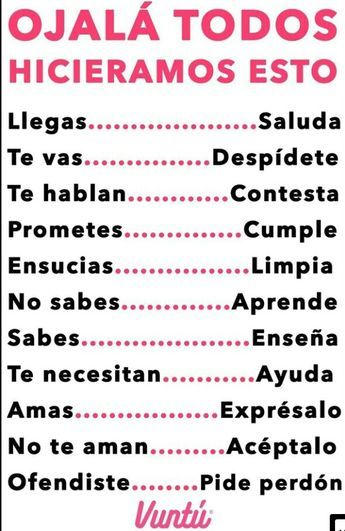 OJALÁ TODOS
HICIERAMOS ESTO
Llegas.....................Saluda
Te vas................Despídete
Te hablan.............Contesta
Prometes...............Cumple
Ensucias.................Limpia
No sabes..............Aprende
Sabes.....................Enseña
Te necesitan............Ayuda
Amas..................Exprésalo
No te aman.........Acéptalo
Ofendiste.......Pide perdón
Vuntú